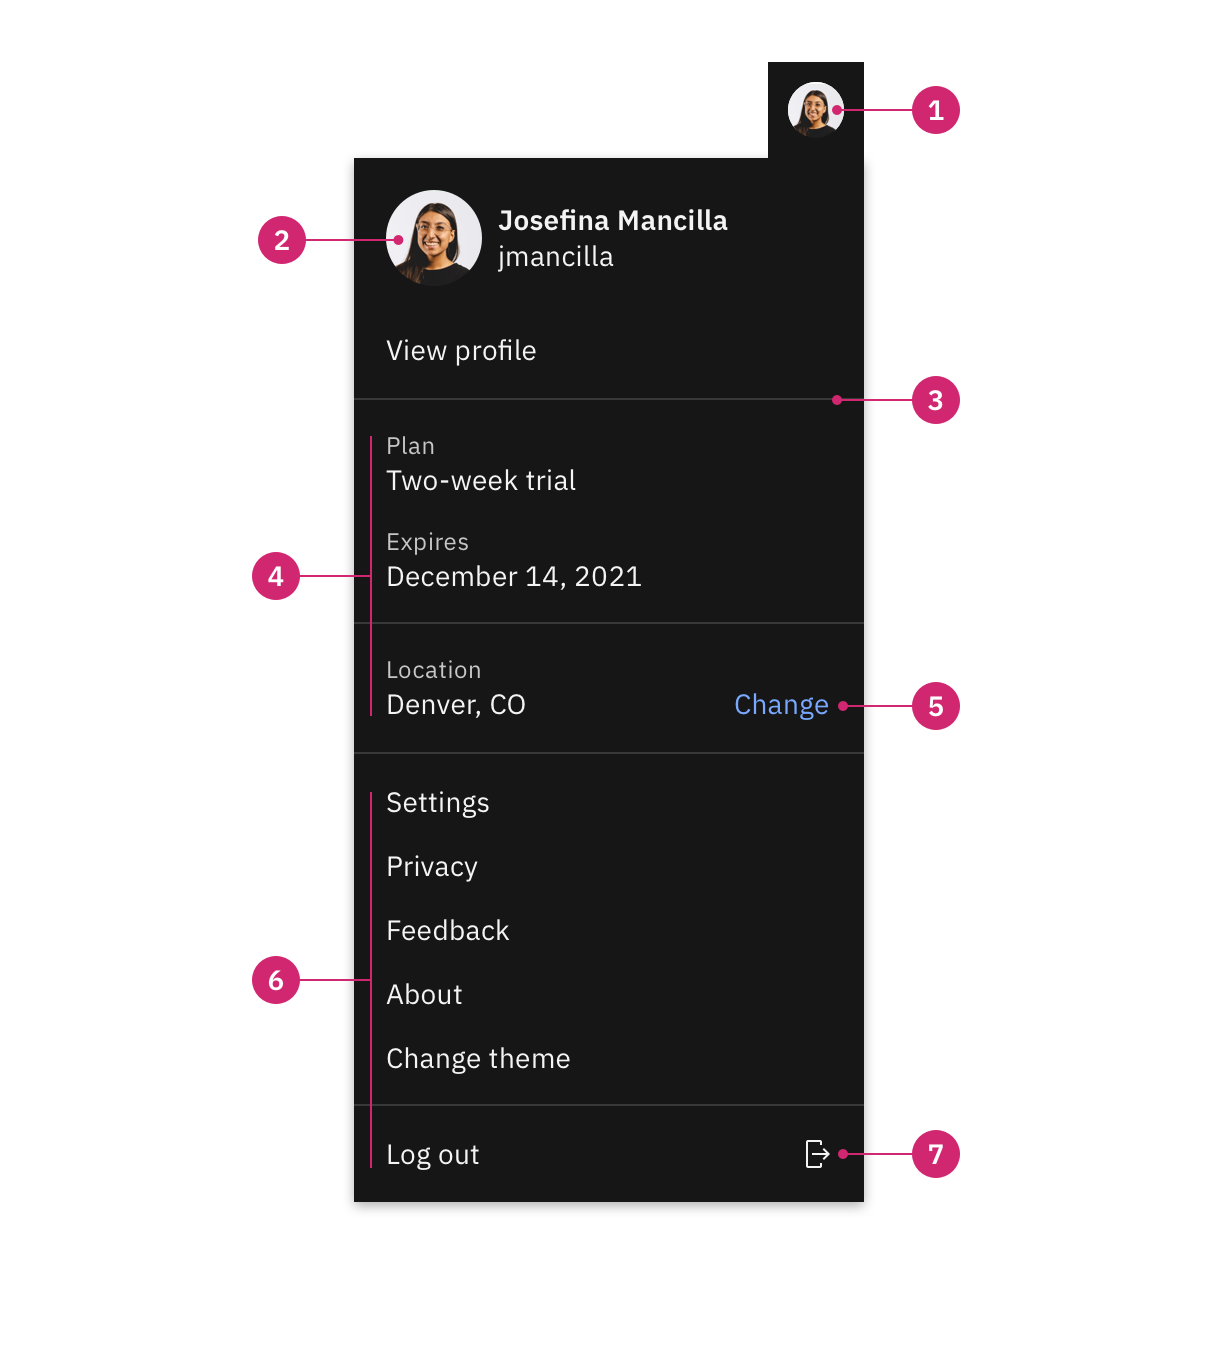 1
2
Josefina Mancilla
jmancilla
View profile
3
Plan
Two-week trial
Expires
December 14, 2021
4
Location
Denver, CO
Change
5
Settings
Privacy
Feedback
About
6
Change theme
Log out
7